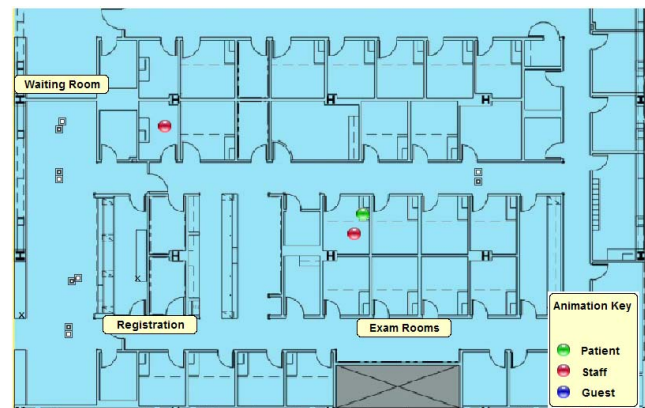 Waiting Room
Registration
Exam Rooms
Animation Key
Patient
Staff
Guest